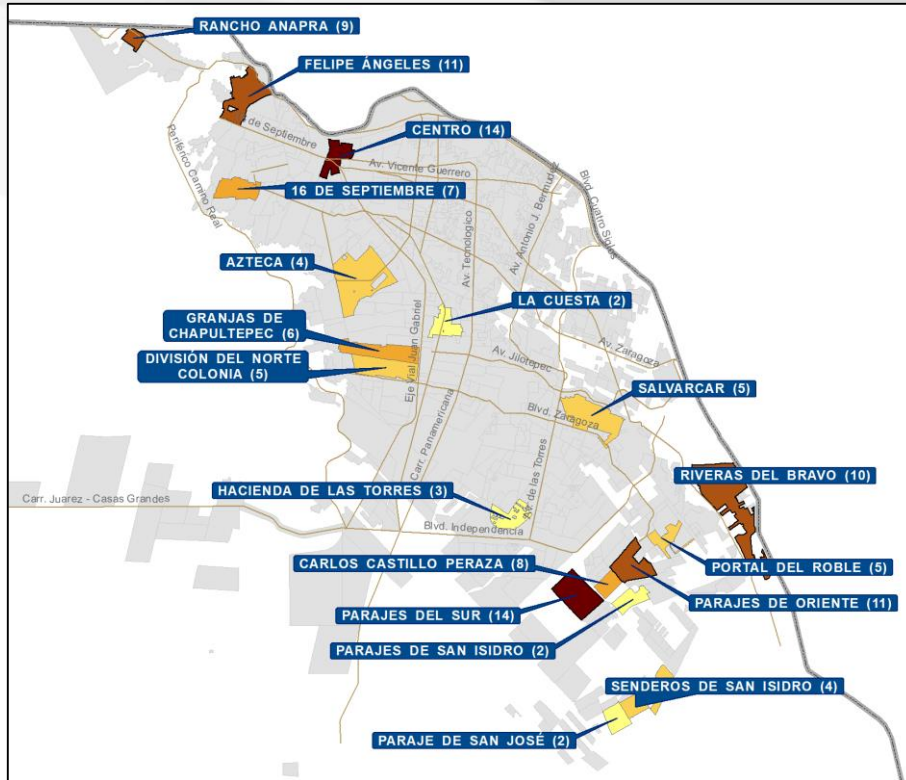 RANCHO ANAPRA (9)
FELIPE ÁNGELES (11)
de Septiembre
CENTRO (14)
Av. Vicente Guerrero
Periférico Camino Real
16 DE SEPTIEMBRE (7)
Av. Antonio J. Bermudez
Blvd. Cuatro Siglos
Av. Tecnologico
AZTECA (4)
LA CUESTA (2)
GRANJAS DE
CHAPULTEPEC (6)
Eje Vial Juan Gabriel
Av. Zaragoza
Av. Jilotepec
DIVISIÓN DEL NORTE
COLONIA (5)
SALVARCAR (5)
Blvd. Zaragoza
Carr. Panamericana
RIVERAS DEL BRAVO (10)
HACIENDA DE LAS TORRES (3)
Av. de las Torres
Carr. Juarez - Casas Grandes
Blvd. Independencia
CARLOS CASTILLO PERAZA (8)
PORTAL DEL ROBLE (5)
PARAJES DEL SUR (14)
PARAJES DE ORIENTE (11)
PARAJES DE SAN ISIDRO (2)
SENDEROS DE SAN ISIDRO (4)
PARAJE DE SAN JOSÉ (2)